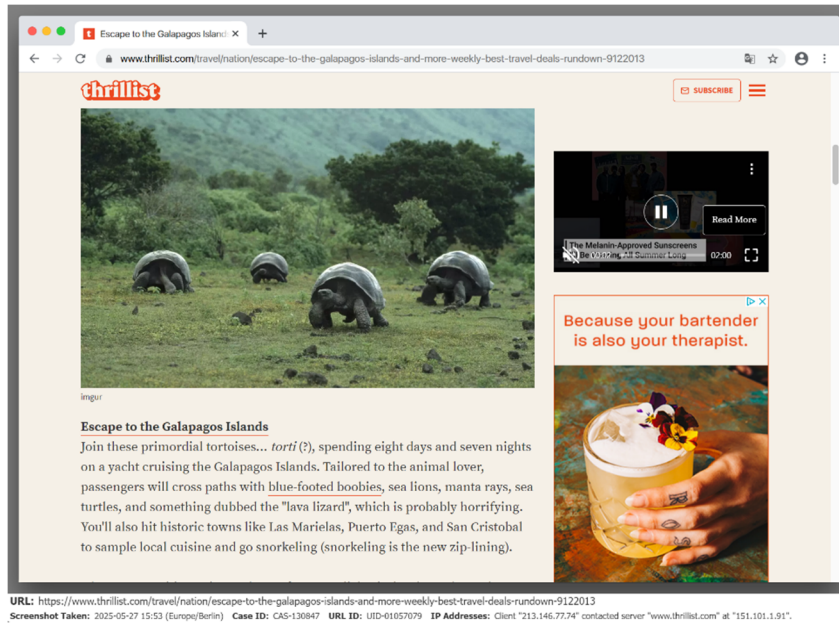 Escape to the Galapagos Islands
www.thrillist.com/travel/nation/escape-to-the-galapagos-islands-and-more-weekly-best-travel-deals-rundown-9122013
thrillist
SUBSCRIBE
imgur
Escape to the Galapagos Islands
Join these primordial tortoises... torti (?), spending eight days and seven nights
on a yacht cruising the Galapagos Islands. Tailored to the animal lover,
passengers will cross paths with blue-footed boobies, sea lions, manta rays, sea
turtles, and something dubbed the "lava lizard", which is probably horrifying.
You'll also hit historic towns like Las Marielas, Puerto Egas, and San Cristobal
to sample local cuisine and go snorkeling (snorkeling is the new zip-lining).
Read More
The Melanin-Approved Sunscreens
All Summer Long
02:00
Because your bartender
is also your therapist.
URL: https://www.thrillist.com/travel/nation/escape-to-the-galapagos-islands-and-more-weekly-best-travel-deals-rundown-9122013
Screenshot Taken: 2025-05-27 15:53 (Europe/Berlin) Case ID: CAS-130847 URL ID: UID-01057079 IP Addresses: Client "213.146.77.74" contacted server "www.thrillist.com" at "151.101.1.91".